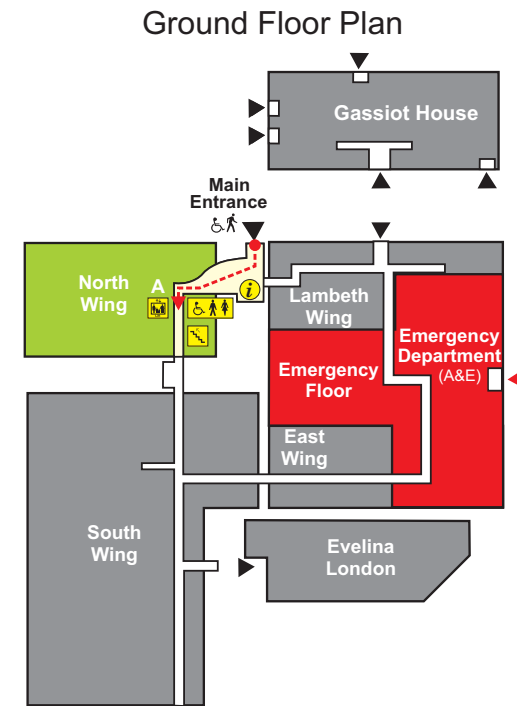 Ground Floor Plan
Gassiot House
Main
Entrance
North
Wing
A
i
Lambeth
Wing
Emergency
Department
(A&E)
Emergency
Floor
East
Wing
South
Wing
Evelina
London